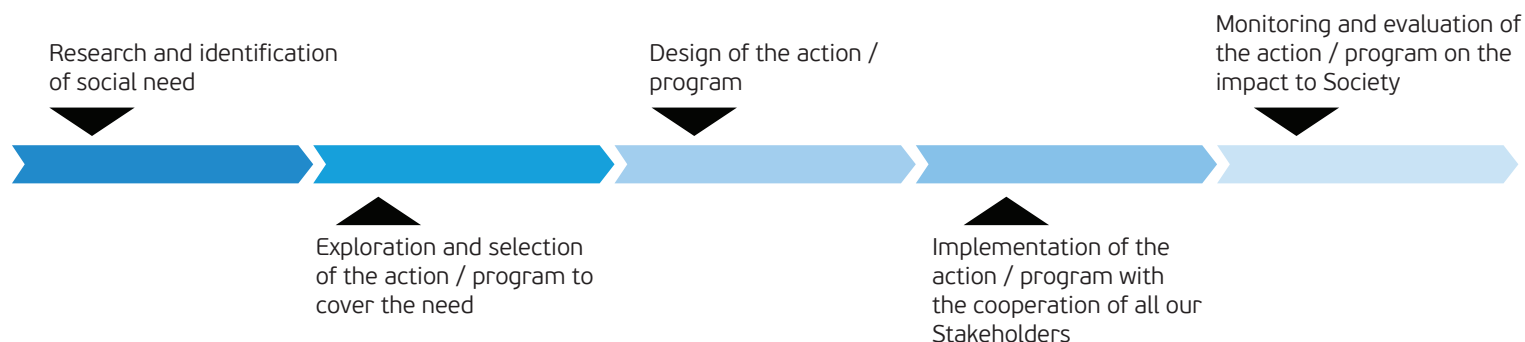 Research and identification
of social need
Exploration and selection
of the action / program to
cover the need
Design of the action /
program
Implementation of the
action / program with
the cooperation of all our
Stakeholders
Monitoring and evaluation of
the action / program on the
impact to Society